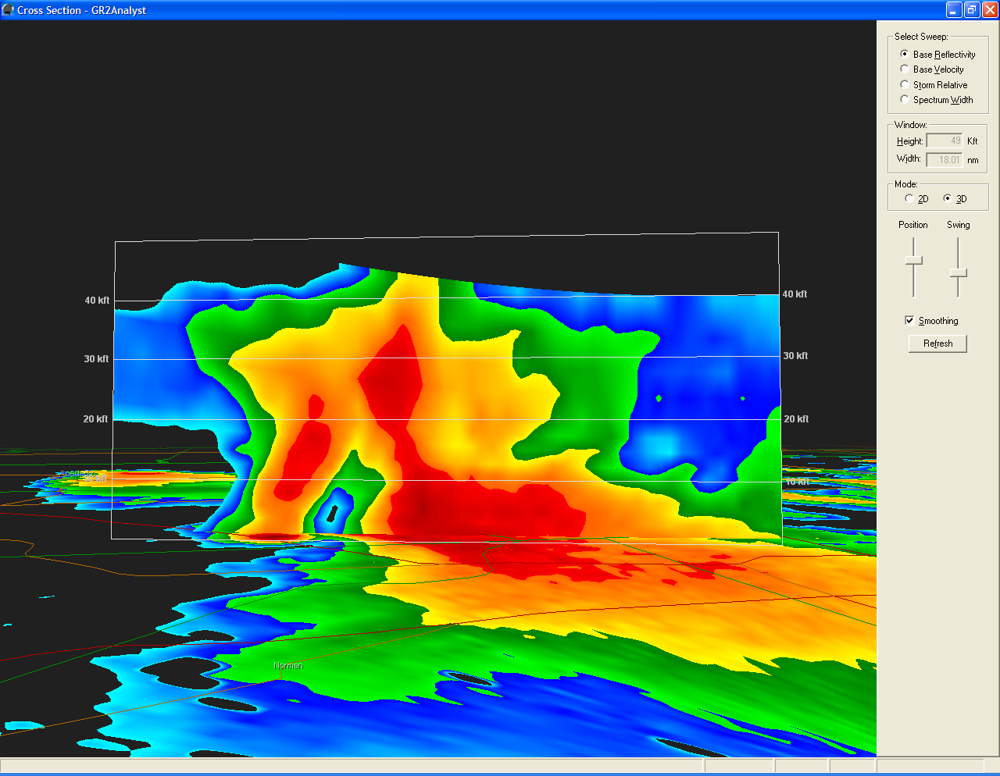 Cross Section - GR2Analyst
Select Sweep:
Base Reflectivity
Base Velocity
Storm Relative
Spectrum Width
Window:
Height: 49 Kft
Width: 18.01 nm
Mode:
2D 3D
Position Swing
Smoothing
Refresh
40 kft 40 kft
30 kft 30 kft
20 kft 20 kft
Anadarko
10 kft 10 kft
Norman